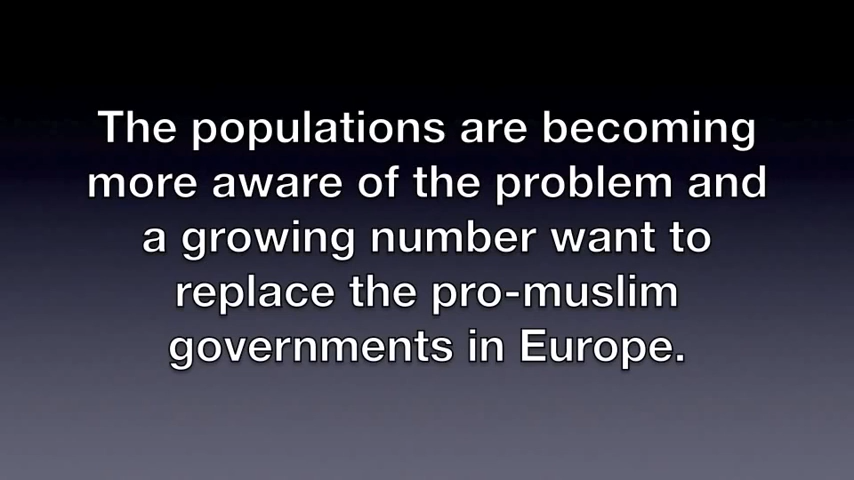 The populations are becoming
more aware of the problem and
a growing number want to
replace the pro-muslim
governments in Europe.